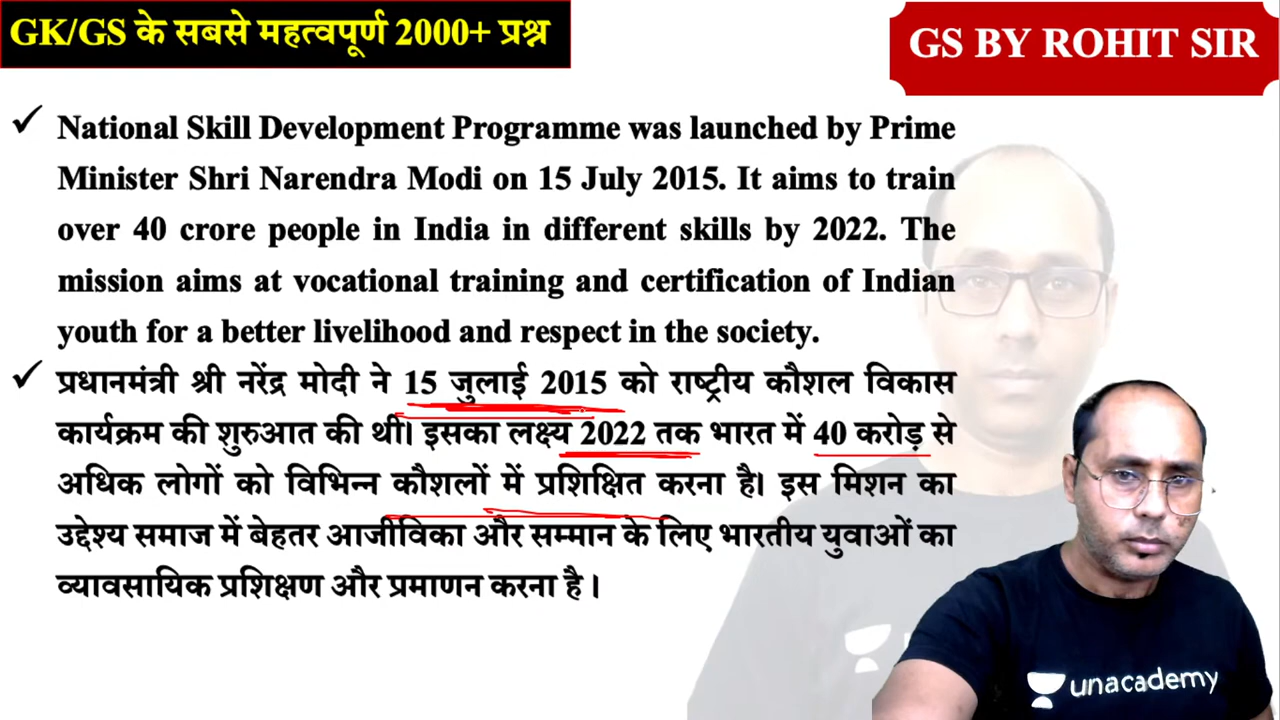 GK/GS के सबसे महत्वपूर्ण 2000+ प्रश्न
GS BY ROHIT SIR
✓ National Skill Development Programme was launched by Prime
Minister Shri Narendra Modi on 15 July 2015. It aims to train
over 40 crore people in India in different skills by 2022. The
mission aims at vocational training and certification of Indian
youth for a better livelihood and respect in the society.
✓ प्रधानमंत्री श्री नरेंद्र मोदी ने 15 जुलाई 2015 को राष्ट्रीय कौशल विकास
कार्यक्रम की शुरुआत की थी। इसका लक्ष्य 2022 तक भारत में 40 करोड़ से
अधिक लोगों को विभिन्न कौशलों में प्रशिक्षित करना है। इस मिशन का
उद्देश्य समाज में बेहतर आजीविका और सम्मान के लिए भारतीय युवाओं का
व्यावसायिक प्रशिक्षण और प्रमाणन करना है।
unacademy